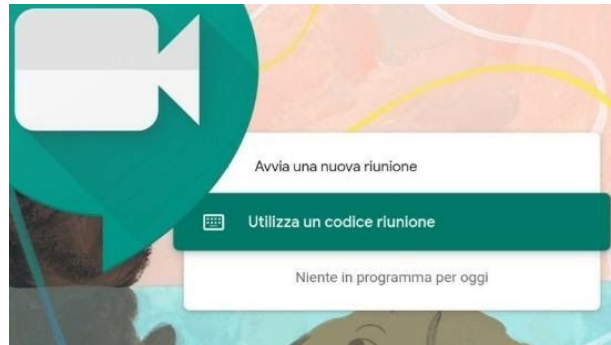 Avvia una nuova riunione
Utilizza un codice riunione
Niente in programma per oggi